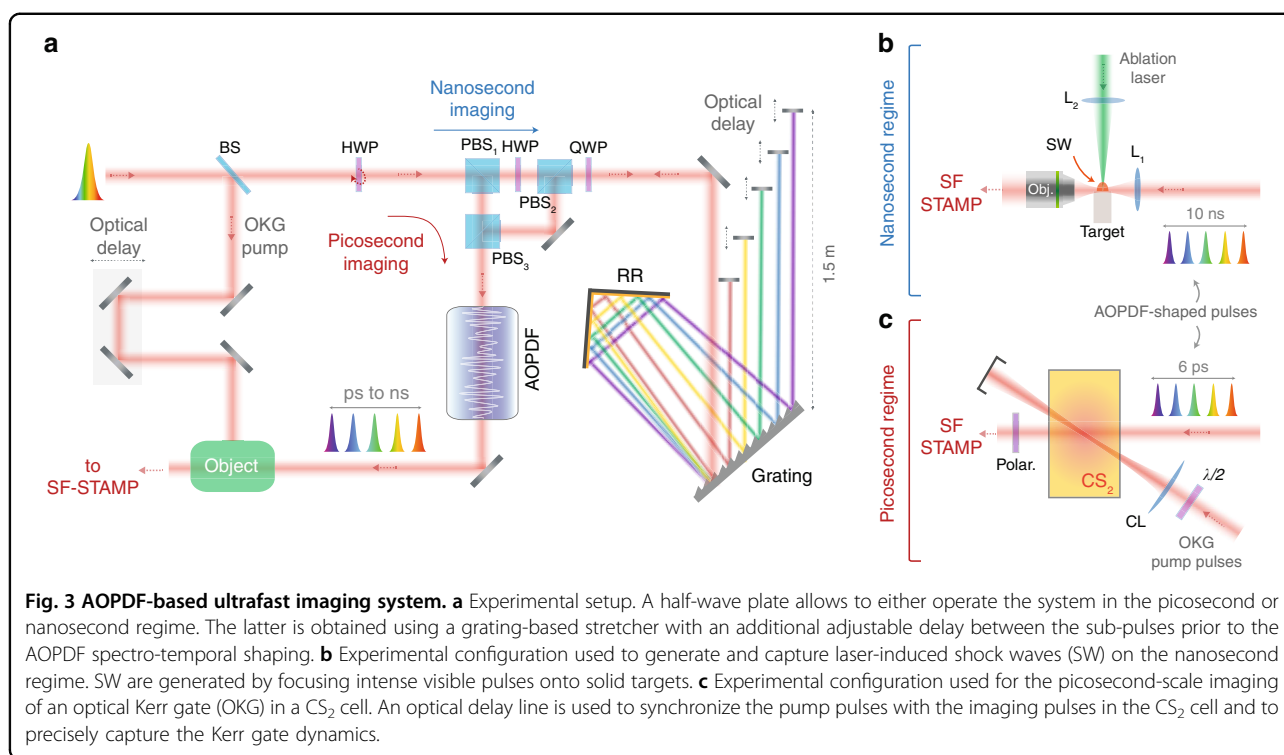 a
Nanosecond
imaging
BS
HWP
PBS1
HWP
QWP
PBS2
PBS3
Optical
delay
OKG
pump
Picosecond
imaging
Optical
delay
1.5 m
RR
AOPDF
ps to ns
Grating
to
SF-STAMP
Object
b
Nanosecond regime
Ablation
laser
L2
SW
L1
SF
STAMP
Obj.
Target
10 ns
AOPDF-shaped pulses
c
Picosecond regime
6 ps
SF
STAMP
Polar.
CS2
λ/2
CL
OKG
pump pulses
Fig. 3 AOPDF-based ultrafast imaging system. a Experimental setup. A half-wave plate allows to either operate the system in the picosecond or
nanosecond regime. The latter is obtained using a grating-based stretcher with an additional adjustable delay between the sub-pulses prior to the
AOPDF spectro-temporal shaping. b Experimental configuration used to generate and capture laser-induced shock waves (SW) on the nanosecond
regime. SW are generated by focusing intense visible pulses onto solid targets. c Experimental configuration used for the picosecond-scale imaging
of an optical Kerr gate (OKG) in a CS2 cell. An optical delay line is used to synchronize the pump pulses with the imaging pulses in the CS2 cell and to
precisely capture the Kerr gate dynamics.